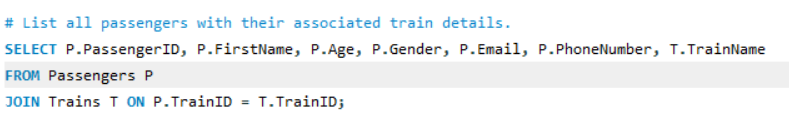 # List all passengers with their associated train details.
SELECT P.PassengerID, P.FirstName, P.Age, P.Gender, P.Email, P.PhoneNumber, T.TrainName
FROM Passengers P
JOIN Trains T ON P.TrainID = T.TrainID;